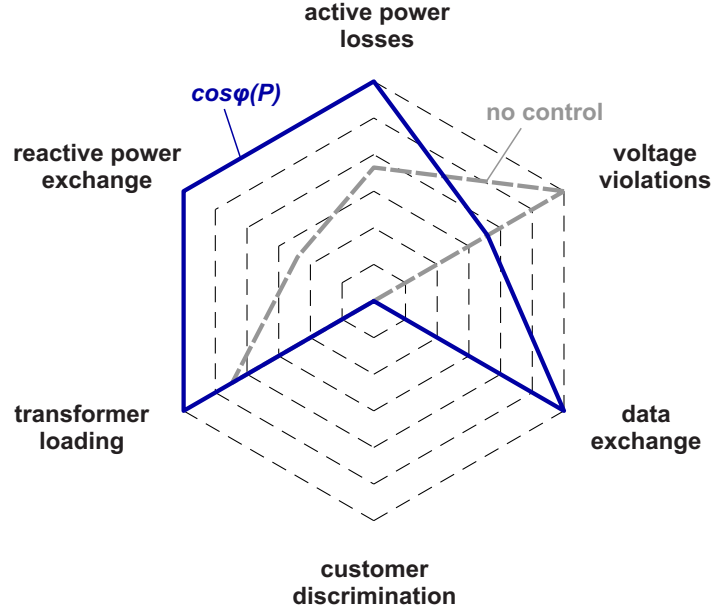 active power
losses
cosφ(P)
no control
reactive power
exchange
voltage
violations
transformer
loading
data
exchange
customer
discrimination